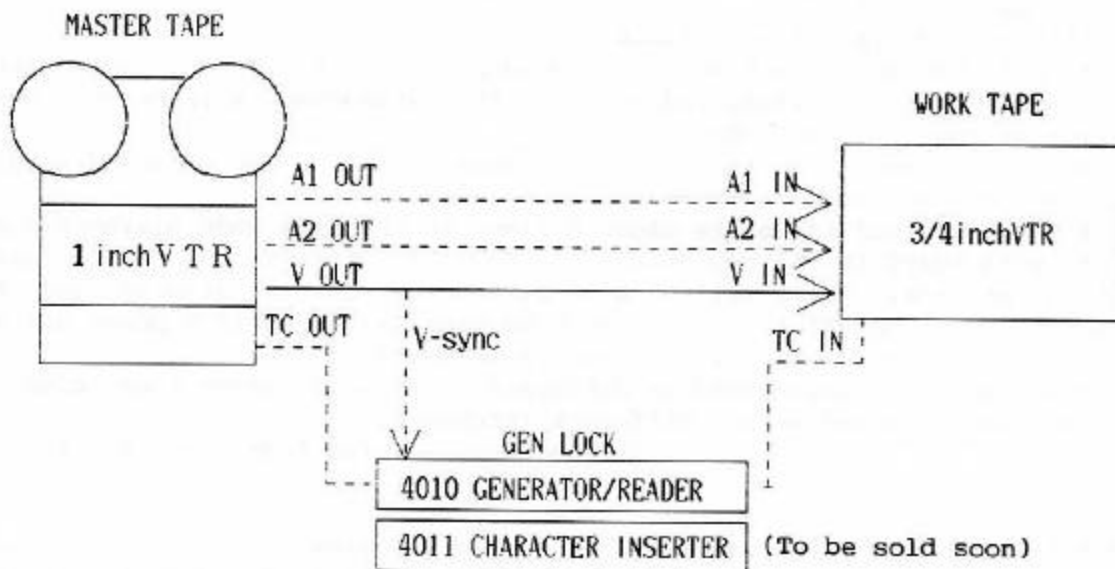 MASTER TAPE
WORK TAPE
A1 OUT
A1 IN
A2 OUT
A2 IN
1 inch V T R
3/4inchVTR
V OUT
V IN
TC OUT
V-sync
TC IN
GEN LOCK
4010 GENERATOR/READER
4011 CHARACTER INSERTER (To be sold soon)